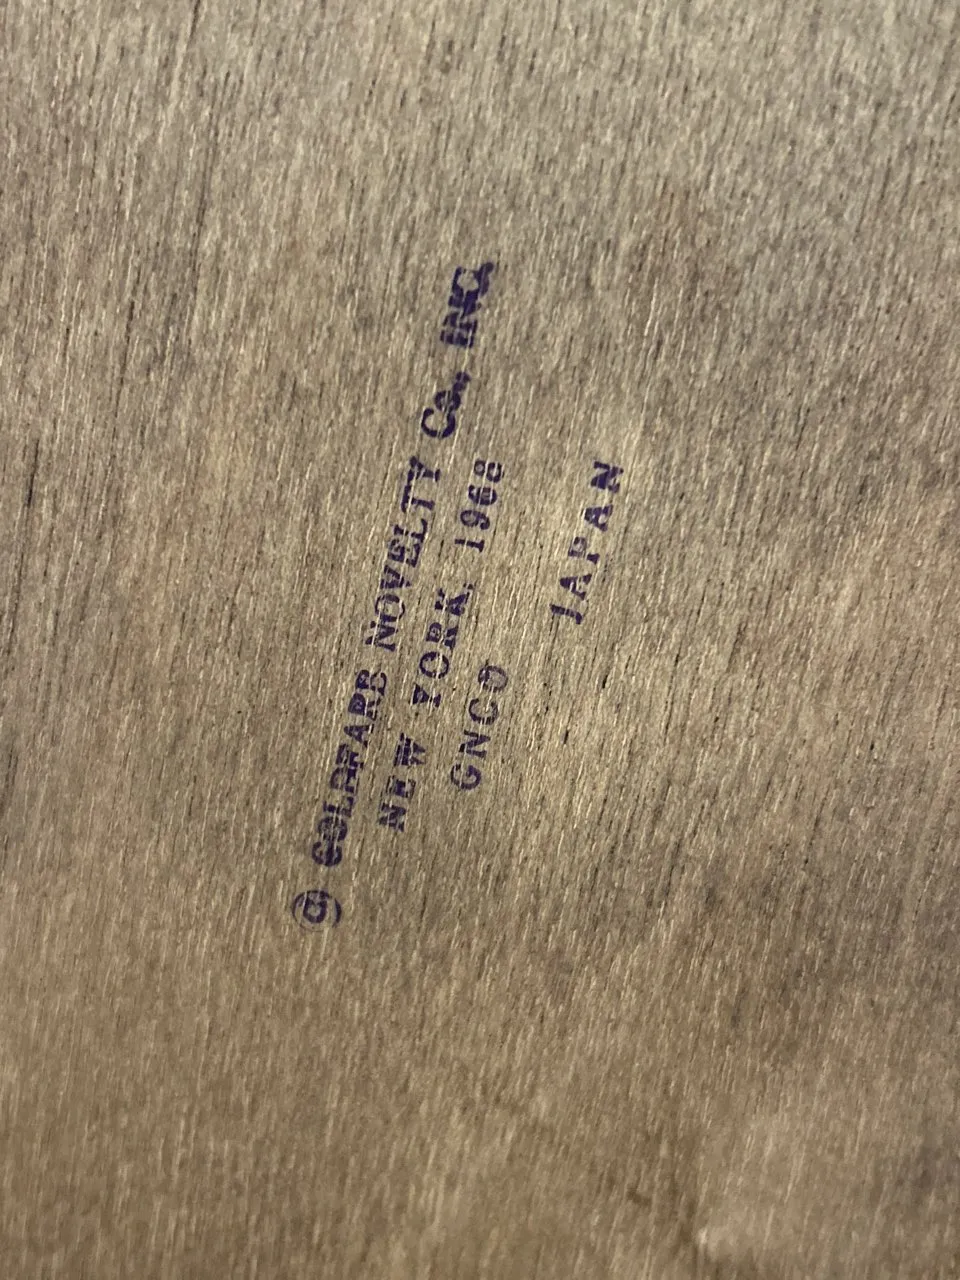 © GOLDFARB NOVELTY Co., INC.
NEW YORK, 1968
GNCO
JAPAN